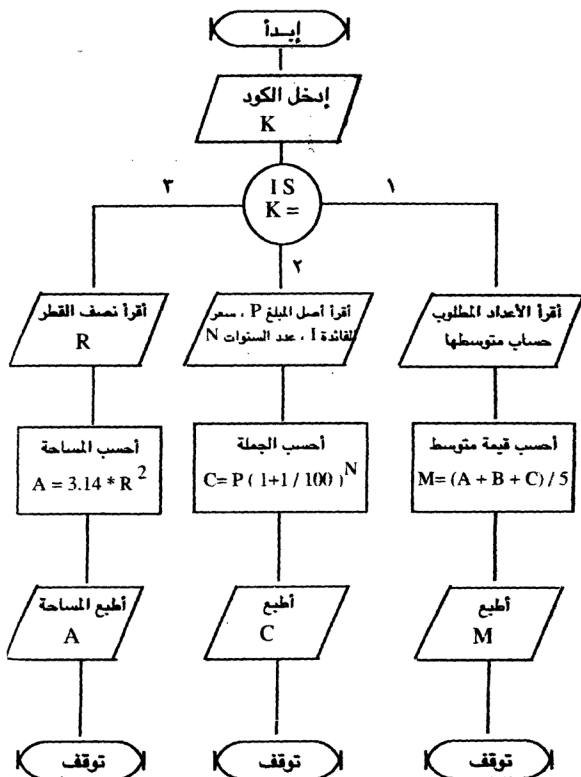 إبدأ
إدخل الكود
K
٣
I S
K =
١
٢
أقرأ الأعداد المطلوب
حساب متوسطها
أحسب قيمة متوسط
M= (A + B + C) / 5
أطبع
M
توقف
أقرأ أصل المبلغ P ، سعر
الفائدة I ، عدد السنوات N
أحسب الجملة
C= P ( 1+1 / 100 )^N
أطبع
C
توقف
أقرأ نصف القطر
R
أحسب المساحة
A = 3.14 * R ²
أطبع المساحة
A
توقف